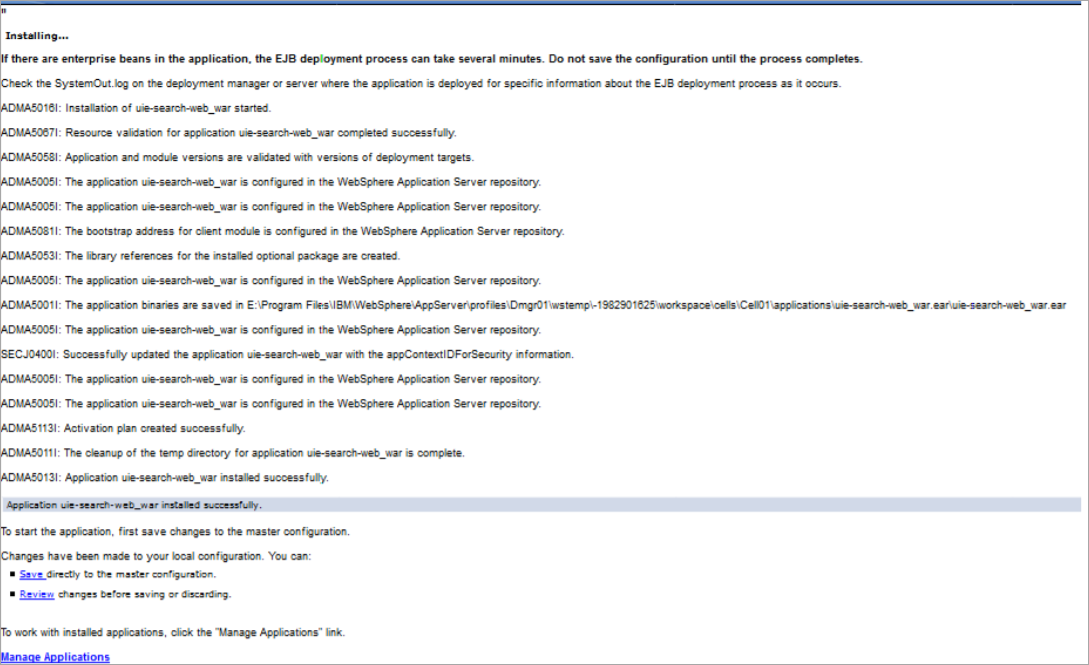 "
Installing...
If there are enterprise beans in the application, the EJB deployment process can take several minutes. Do not save the configuration until the process completes.
Check the SystemOut.log on the deployment manager or server where the application is deployed for specific information about the EJB deployment process as it occurs.
ADMA5016I: Installation of uie-search-web_war started.
ADMA5067I: Resource validation for application uie-search-web_war completed successfully.
ADMA5058I: Application and module versions are validated with versions of deployment targets.
ADMA5005I: The application uie-search-web_war is configured in the WebSphere Application Server repository.
ADMA5005I: The application uie-search-web_war is configured in the WebSphere Application Server repository.
ADMA5081I: The bootstrap address for client module is configured in the WebSphere Application Server repository.
ADMA5053I: The library references for the installed optional package are created.
ADMA5005I: The application uie-search-web_war is configured in the WebSphere Application Server repository.
ADMA5001I: The application binaries are saved in E:\Program Files\IBM\WebSphere\AppServer\profiles\Dmgr01\wstemp\-1982901625\workspace\cells\Cell01\applications\uie-search-web_war.ear\uie-search-web_war.ear
ADMA5005I: The application uie-search-web_war is configured in the WebSphere Application Server repository.
SECJ0400I: Successfully updated the application uie-search-web_war with the appContextIDForSecurity information.
ADMA5005I: The application uie-search-web_war is configured in the WebSphere Application Server repository.
ADMA5005I: The application uie-search-web_war is configured in the WebSphere Application Server repository.
ADMA5113I: Activation plan created successfully.
ADMA5011I: The cleanup of the temp directory for application uie-search-web_war is complete.
ADMA5013I: Application uie-search-web_war installed successfully.
Application uie-search-web_war installed successfully.
To start the application, first save changes to the master configuration.
Changes have been made to your local configuration. You can:
■ Save directly to the master configuration.
■ Review changes before saving or discarding.
To work with installed applications, click the "Manage Applications" link.
Manage Applications